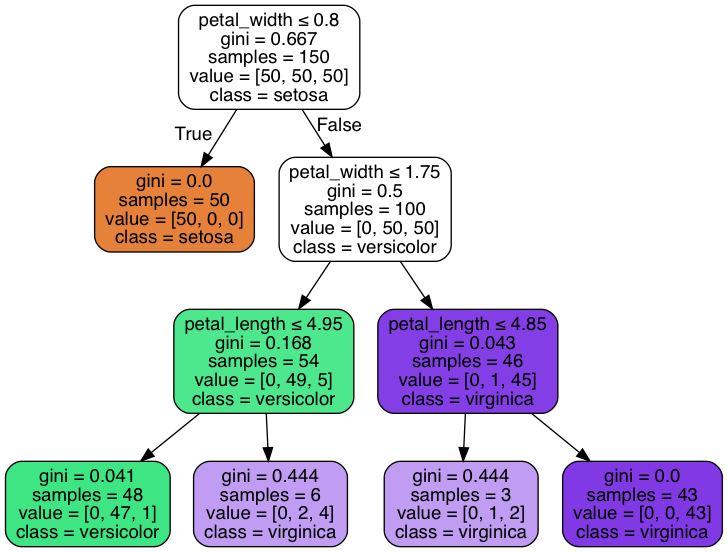 petal_width ≤ 0.8
gini = 0.667
samples = 150
value = [50, 50, 50]
class = setosa
True
False
gini = 0.0
samples = 50
value = [50, 0, 0]
class = setosa
petal_width ≤ 1.75
gini = 0.5
samples = 100
value = [0, 50, 50]
class = versicolor
petal_length ≤ 4.95
gini = 0.168
samples = 54
value = [0, 49, 5]
class = versicolor
petal_length ≤ 4.85
gini = 0.043
samples = 46
value = [0, 1, 45]
class = virginica
gini = 0.041
samples = 48
value = [0, 47, 1]
class = versicolor
gini = 0.444
samples = 6
value = [0, 2, 4]
class = virginica
gini = 0.444
samples = 3
value = [0, 1, 2]
class = virginica
gini = 0.0
samples = 43
value = [0, 0, 43]
class = virginica